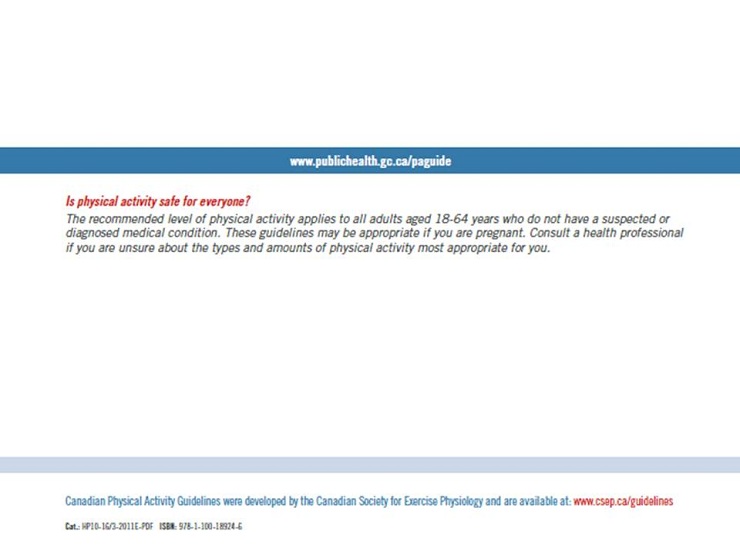 www.publichealth.gc.ca/paguide
Is physical activity safe for everyone?
The recommended level of physical activity applies to all adults aged 18-64 years who do not have a suspected or
diagnosed medical condition. These guidelines may be appropriate if you are pregnant. Consult a health professional
if you are unsure about the types and amounts of physical activity most appropriate for you.
Canadian Physical Activity Guidelines were developed by the Canadian Society for Exercise Physiology and are available at: www.csep.ca/guidelines
Cat.: HP10-16/3-2011E-PDF ISBN: 978-1-100-18924-6